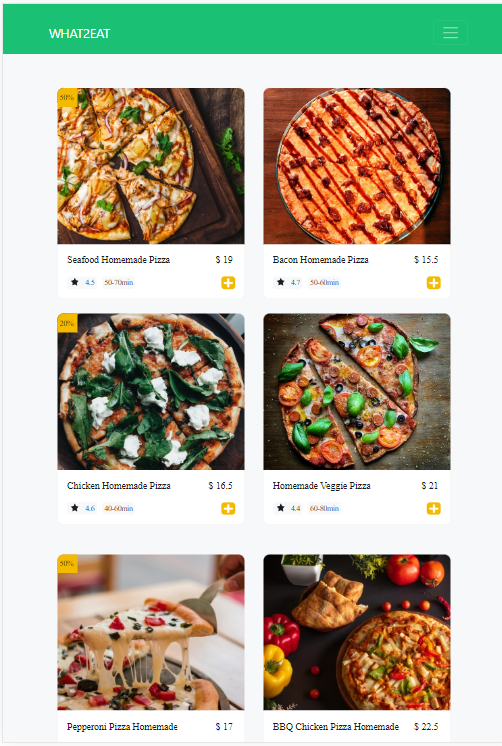 WHAT2EAT
50%
Seafood Homemade Pizza $ 19
4.5 50-70min
Bacon Homemade Pizza $ 15.5
4.7 50-60min
20%
Chicken Homemade Pizza $ 16.5
4.6 40-60min
Homemade Veggie Pizza $ 21
4.4 60-80min
50%
Pepperoni Pizza Homemade $ 17
BBQ Chicken Pizza Homemade $ 22.5